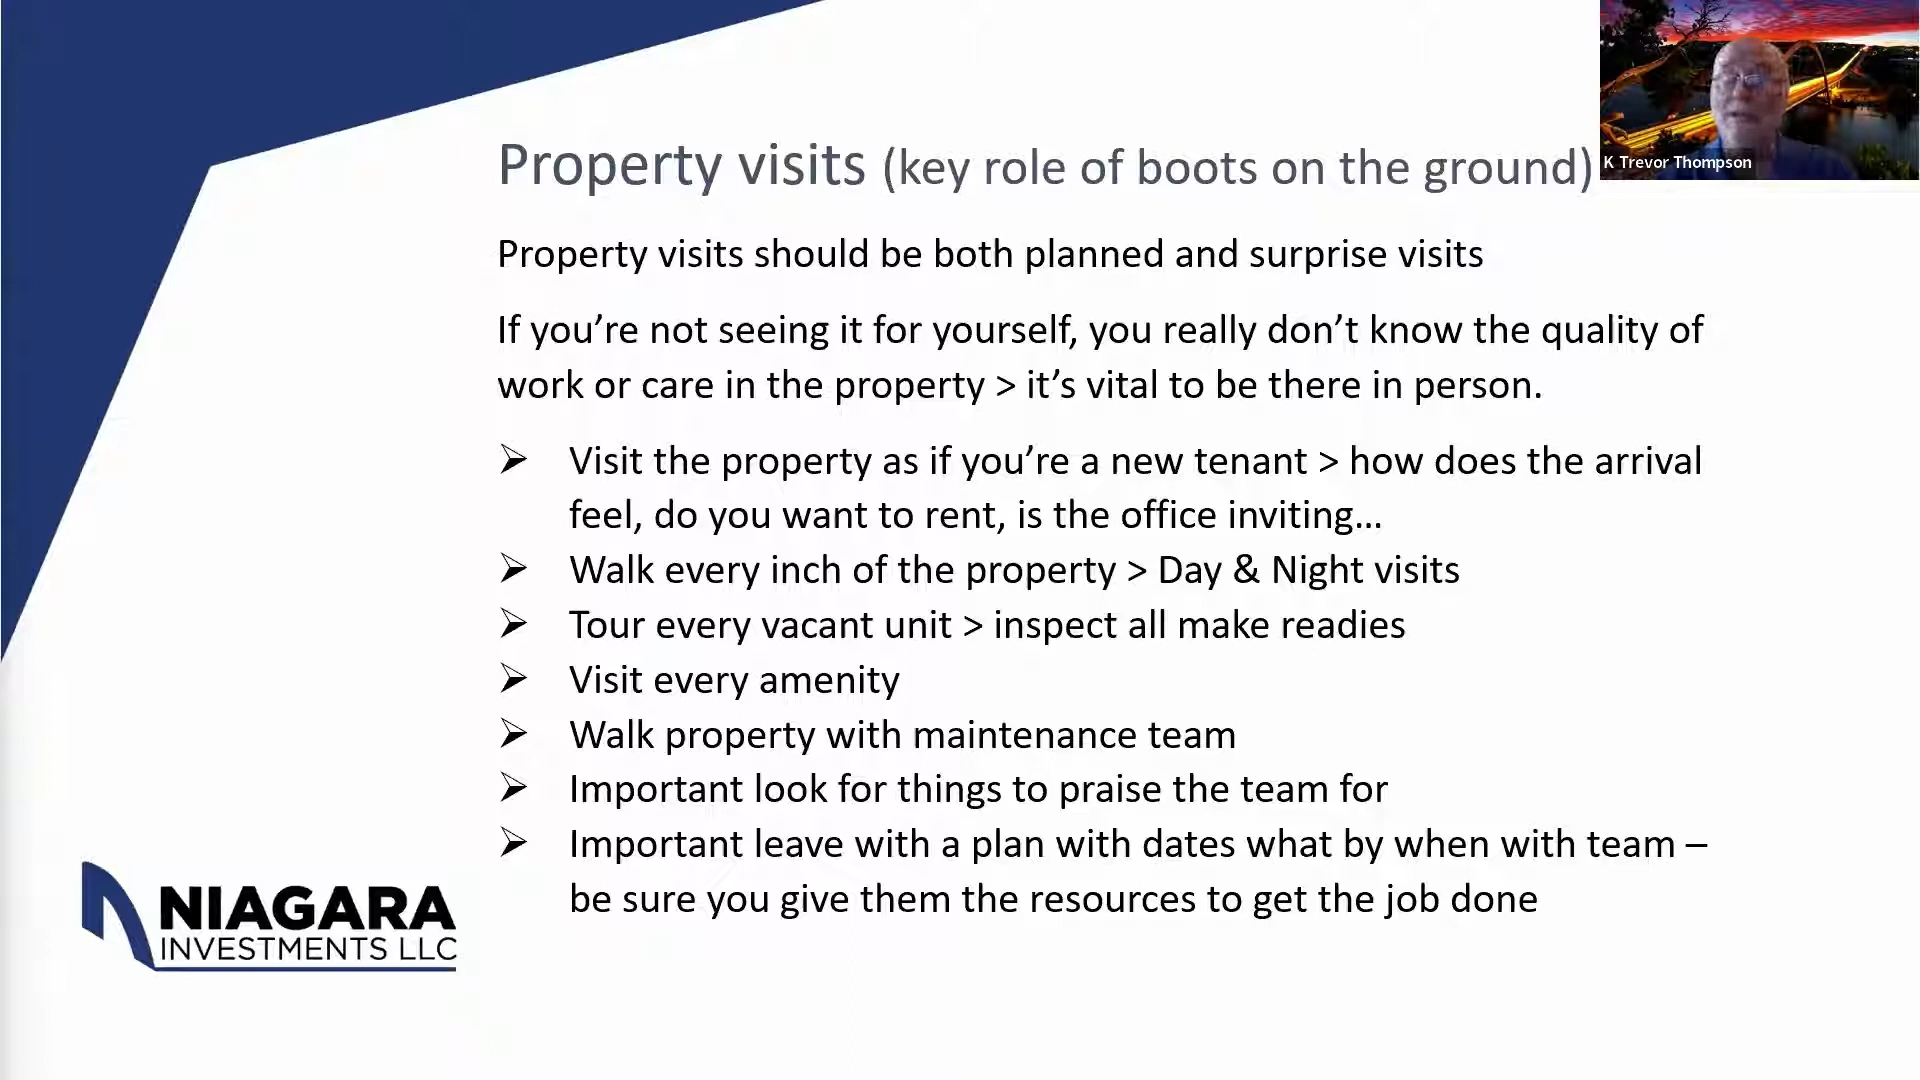 Property visits (key role of boots on the ground)
K Trevor Thompson
Property visits should be both planned and surprise visits
If you’re not seeing it for yourself, you really don’t know the quality of
work or care in the property > it’s vital to be there in person.
➢ Visit the property as if you’re a new tenant > how does the arrival
feel, do you want to rent, is the office inviting…
➢ Walk every inch of the property > Day & Night visits
➢ Tour every vacant unit > inspect all make readies
➢ Visit every amenity
➢ Walk property with maintenance team
➢ Important look for things to praise the team for
➢ Important leave with a plan with dates what by when with team –
be sure you give them the resources to get the job done
NIAGARA
INVESTMENTS LLC